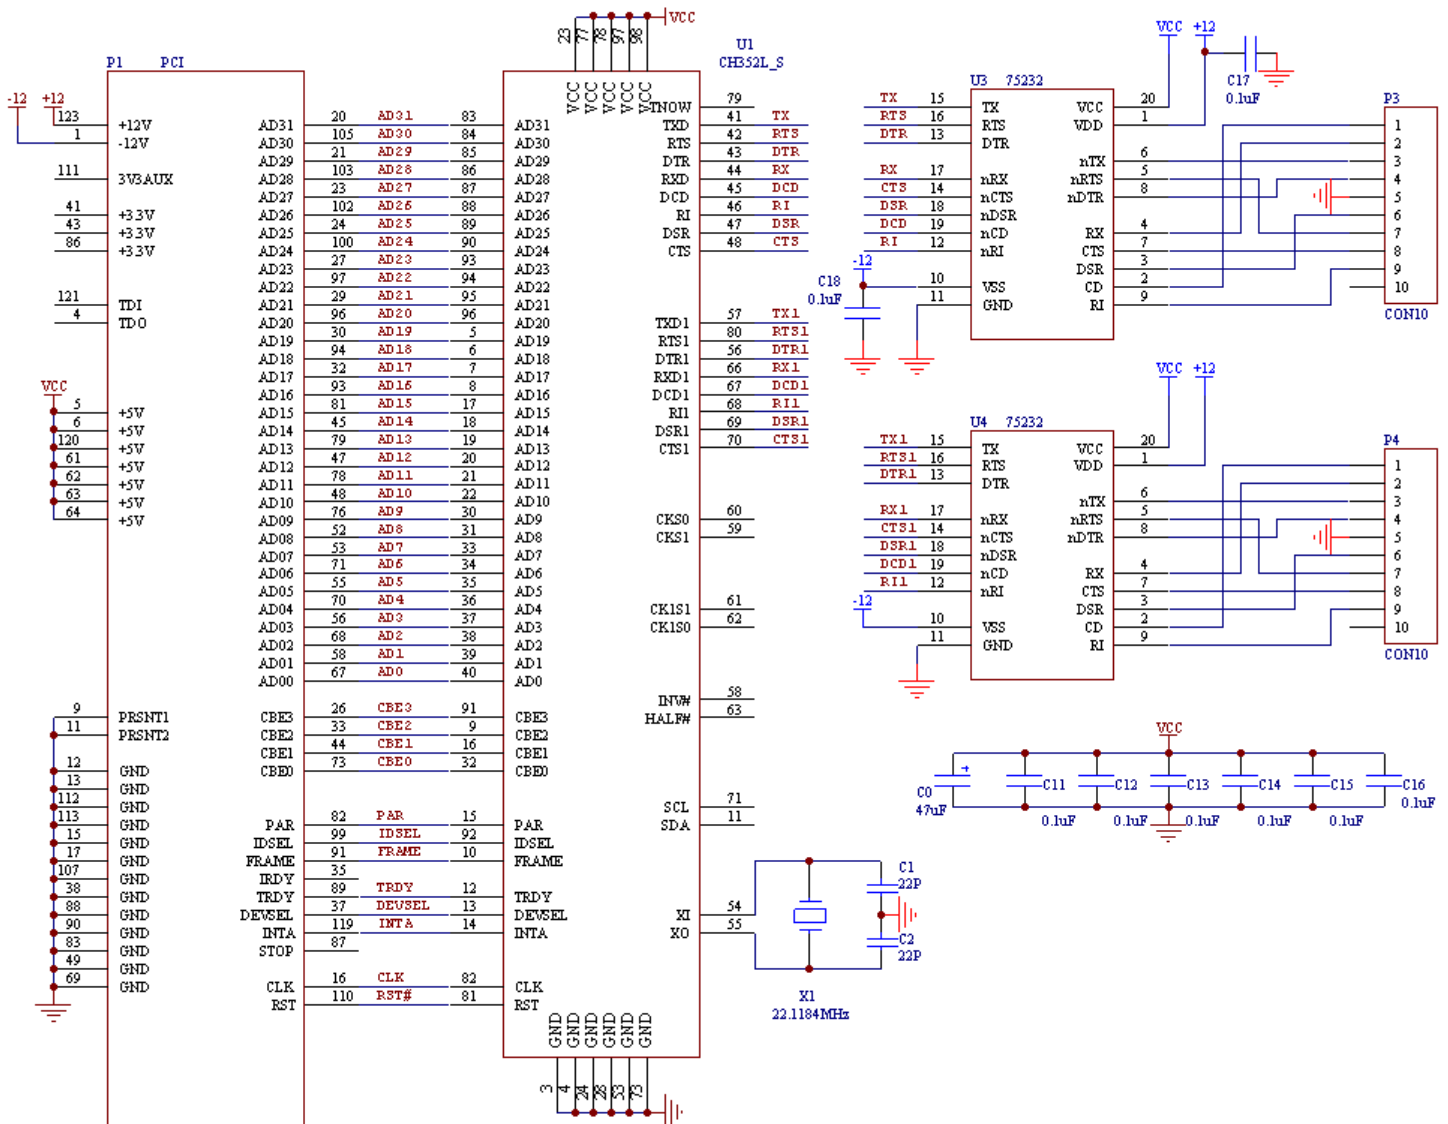 P1 PCI
-12 +12
123 +12V
1 -12V
111 3V3AUX
41 +3.3V
43 +3.3V
86 +3.3V
121 TDI
4 TDO
VCC
5 +5V
6 +5V
120 +5V
61 +5V
62 +5V
63 +5V
64 +5V
9 PRSNT1
11 PRSNT2
12 GND
13 GND
112 GND
113 GND
15 GND
17 GND
107 GND
38 GND
88 GND
90 GND
83 GND
49 GND
69 GND
AD31 20 AD31 83 AD31
AD30 105 AD30 84 AD30
AD29 21 AD29 85 AD29
AD28 103 AD28 86 AD28
AD27 23 AD27 87 AD27
AD26 102 AD26 88 AD26
AD25 24 AD25 89 AD25
AD24 100 AD24 90 AD24
AD23 27 AD23 93 AD23
AD22 97 AD22 94 AD22
AD21 29 AD21 95 AD21
AD20 96 AD20 96 AD20
AD19 30 AD19 5 AD19
AD18 94 AD18 6 AD18
AD17 32 AD17 7 AD17
AD16 93 AD16 8 AD16
AD15 81 AD15 17 AD15
AD14 45 AD14 18 AD14
AD13 79 AD13 19 AD13
AD12 47 AD12 20 AD12
AD11 78 AD11 21 AD11
AD10 48 AD10 22 AD10
AD09 76 AD9 30 AD9
AD08 52 AD8 31 AD8
AD07 53 AD7 33 AD7
AD06 71 AD6 34 AD6
AD05 55 AD5 35 AD5
AD04 70 AD4 36 AD4
AD03 56 AD3 37 AD3
AD02 68 AD2 38 AD2
AD01 58 AD1 39 AD1
AD00 67 AD0 40 AD0
CBE3 26 CBE3 91 CBE3
CBE2 33 CBE2 9 CBE2
CBE1 44 CBE1 16 CBE1
CBE0 73 CBE0 32 CBE0
PAR 82 PAR 15 PAR
IDSEL 99 IDSEL 92 IDSEL
FRAME 91 FRAME 10 FRAME
IRDY 35
TRDY 89 TRDY 12 TRDY
DEVSEL 37 DEVSEL 13 DEVSEL
INTA 119 INTA 14 INTA
STOP 87
CLK 16 CLK 82 CLK
RST 110 RST# 81 RST
U1
CH352L_S
VCC
23 77 78 97 98
VCC VCC VCC VCC VCC
TNOW 79
TXD 41 TX
RTS 42 RTS
DTR 43 DTR
RXD 44 RX
DCD 45 DCD
RI 46 RI
DSR 47 DSR
CTS 48 CTS
TXD1 57 TX1
RTS1 80 RTS1
DTR1 56 DTR1
RXD1 66 RX1
DCD1 67 DCD1
RI1 68 RI1
DSR1 69 DSR1
CTS1 70 CTS1
CKS0 60
CKS1 59
CK1S1 61
CK1S0 62
INV# 58
HALF# 63
SCL 71
SDA 11
XI 54
XO 55
GND GND GND GND GND GND
3 4 24 28 53 73
C1
22P
C2
22P
X1
22.1184MHz
VCC +12
C17
0.1uF
U3 75232
TX 15 TX
RTS 16 RTS
DTR 13 DTR
RX 17 nRX
CTS 14 nCTS
DSR 18 nDSR
DCD 19 nCD
RI 12 nRI
-12
10 VSS
11 GND
C18
0.1uF
VCC 20
VDD 1
nTX 6
nRTS 5
nDTR 8
RX 4
CTS 7
DSR 3
CD 2
RI 9
P3
1
2
3
4
5
6
7
8
9
10
CON10
VCC +12
U4 75232
TX1 15 TX
RTS1 16 RTS
DTR1 13 DTR
RX1 17 nRX
CTS1 14 nCTS
DSR1 18 nDSR
DCD1 19 nCD
RI1 12 nRI
-12
10 VSS
11 GND
VCC 20
VDD 1
nTX 6
nRTS 5
nDTR 8
RX 4
CTS 7
DSR 3
CD 2
RI 9
P4
1
2
3
4
5
6
7
8
9
10
CON10
VCC
+
C0 C11 C12 C13 C14 C15 C16
47uF 0.1uF 0.1uF 0.1uF 0.1uF 0.1uF 0.1uF